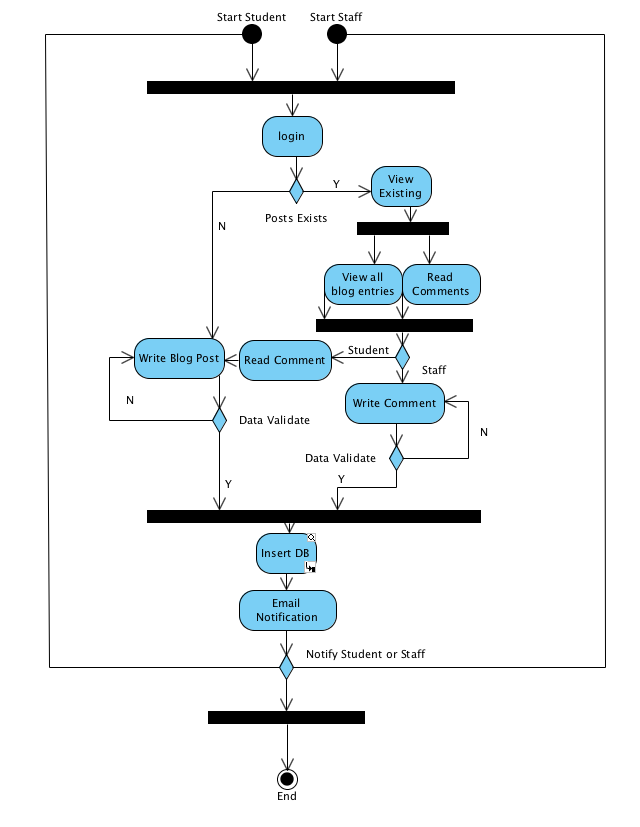 Start Student
Start Staff
login
Y
View
Existing
Posts Exists
N
View all
blog entries
Read
Comments
Student
Write Blog Post
Read Comment
Staff
N
Write Comment
Data Validate
N
Data Validate
Y
Y
Insert DB
Email
Notification
Notify Student or Staff
End